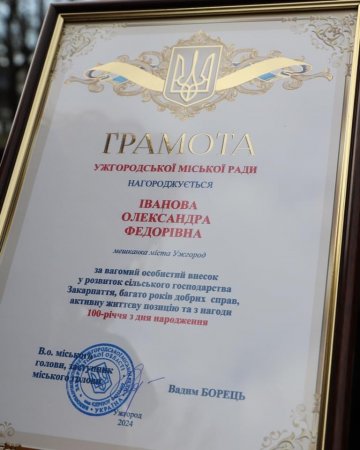 ГРАМОТА
УЖГОРОДСЬКОЇ МІСЬКОЇ РАДИ
НАГОРОДЖУЄТЬСЯ
ІВАНОВА
ОЛЕКСАНДРА
ФЕДОРІВНА
мешканка міста Ужгород
за вагомий особистий внесок
у розвиток сільського господарства
Закарпаття, багато років добрих справ,
активну життєву позицію та з нагоди
100-річчя з дня народження
В.о. міського
голови, заступник
міського голови
Вадим БОРЕЦЬ
УКРАЇНА
Ужгород
2024